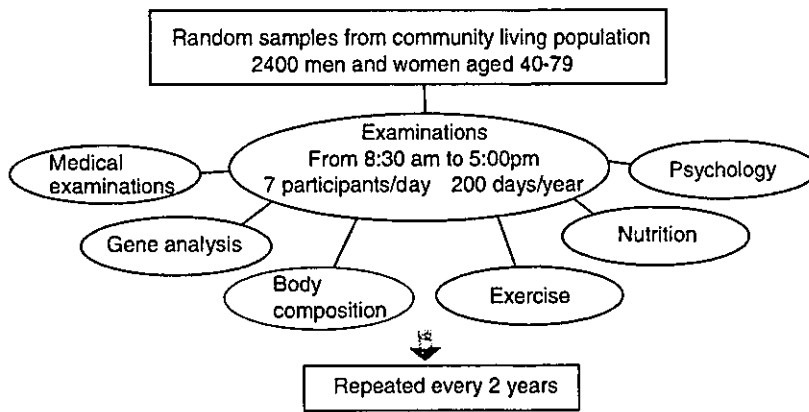 Random samples from community living population
2400 men and women aged 40-79
Examinations
From 8:30 am to 5:00pm
7 participants/day 200 days/year
Medical
examinations
Psychology
Gene analysis
Nutrition
Body
composition
Exercise
Repeated every 2 years